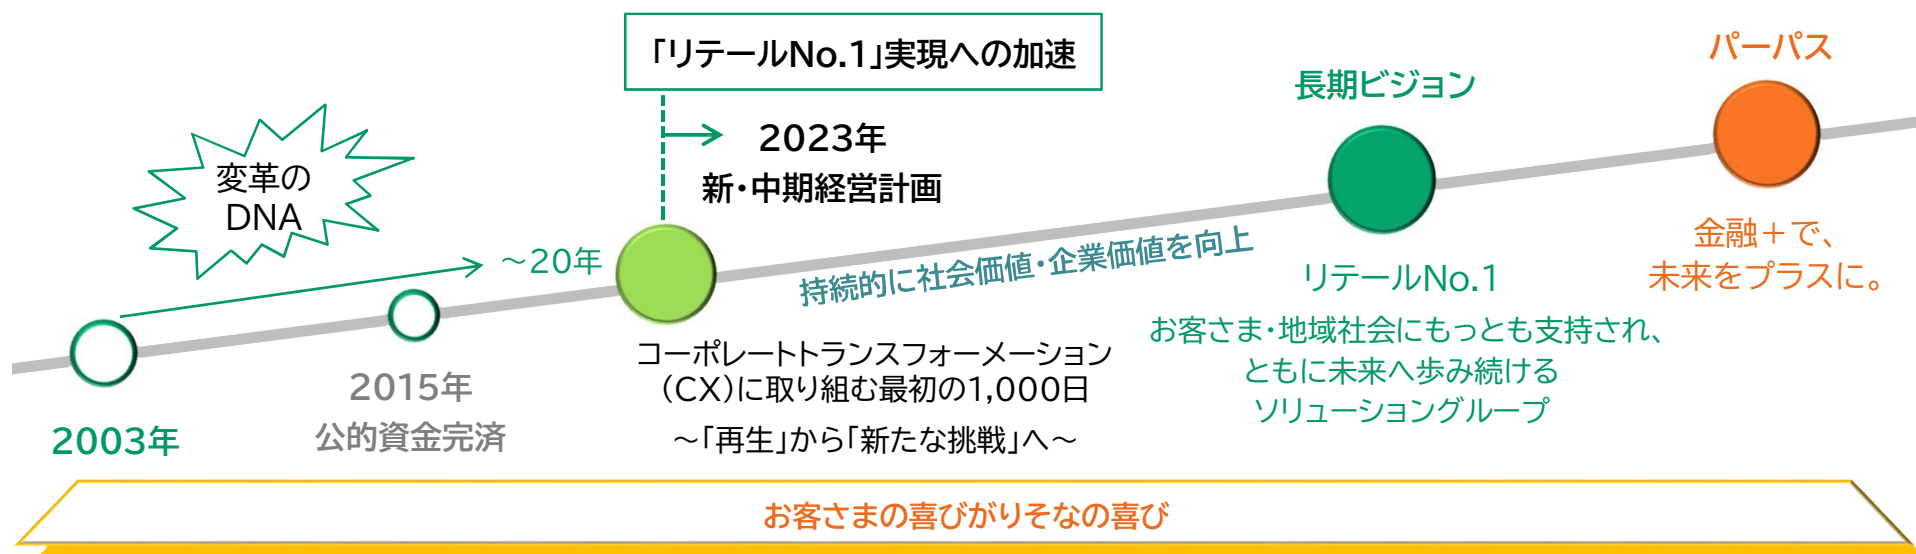 「リテールNo.1」実現への加速
2023年
新・中期経営計画
変革の
DNA
～20年
2003年
2015年
公的資金完済
コーポレートトランスフォーメーション
（CX）に取り組む最初の1,000日
～「再生」から「新たな挑戦」へ～
持続的に社会価値・企業価値を向上
長期ビジョン
リテールNo.1
お客さま・地域社会にもっとも支持され、
ともに未来へ歩み続ける
ソリューショングループ
パーパス
金融＋で、
未来をプラスに。
お客さまの喜びがりそなの喜び